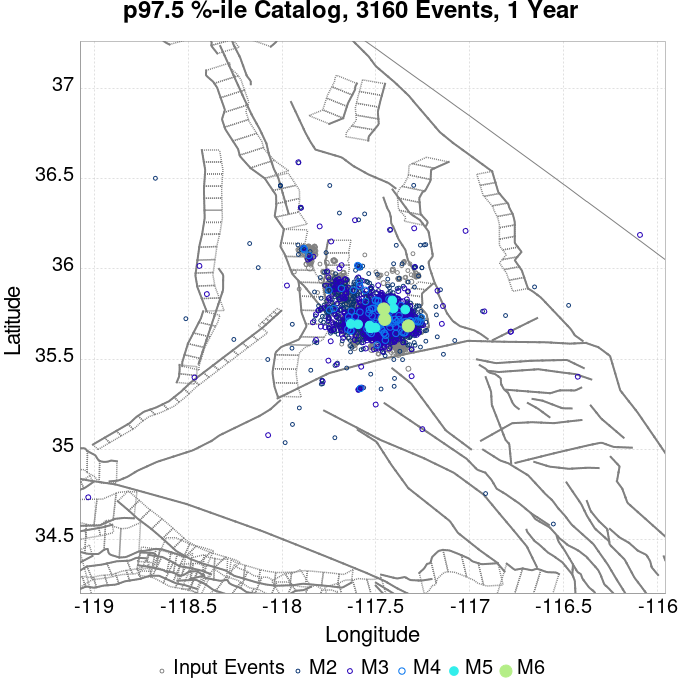 p97.5 %-ile Catalog, 3160 Events, 1 Year
37
36.5
36
35.5
35
34.5
Latitude
-119
-118.5
-118
-117.5
-117
-116.5
-116
Longitude
Input Events
M2
M3
M4
M5
M6